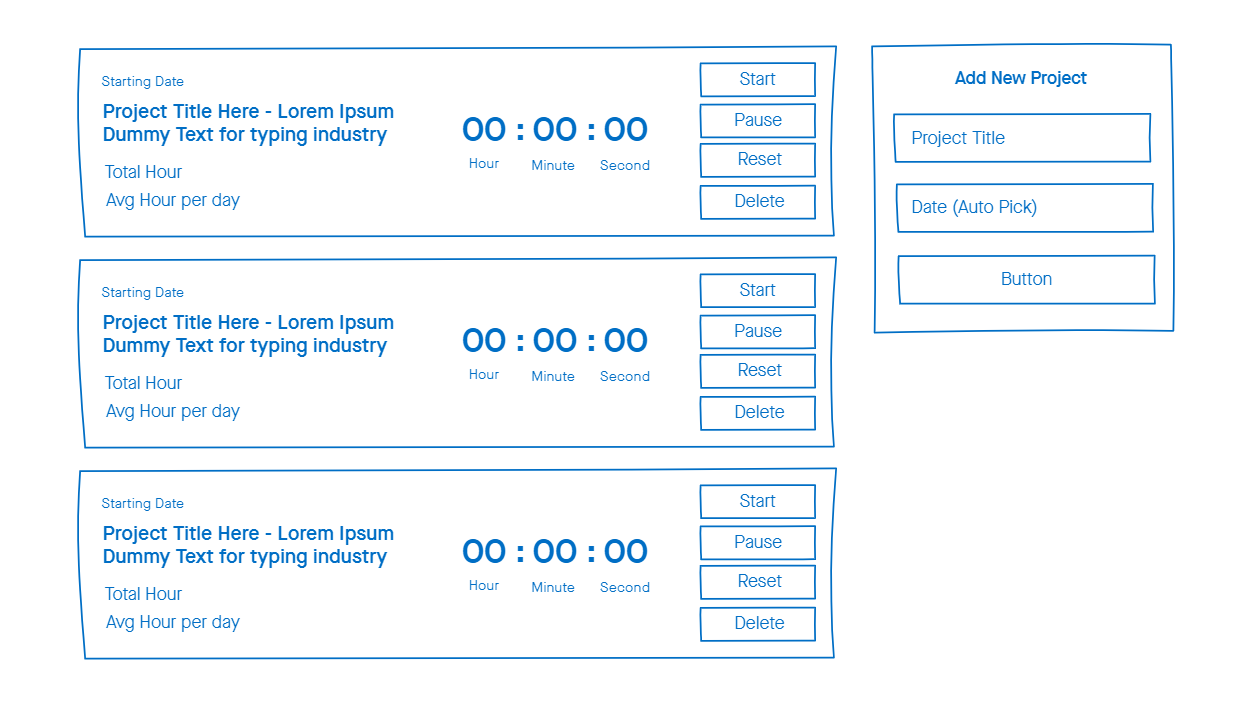 Starting Date
Project Title Here - Lorem Ipsum
Dummy Text for typing industry
Total Hour
Avg Hour per day
00 : 00 : 00
Hour Minute Second
Start
Pause
Reset
Delete
Starting Date
Project Title Here - Lorem Ipsum
Dummy Text for typing industry
Total Hour
Avg Hour per day
00 : 00 : 00
Hour Minute Second
Start
Pause
Reset
Delete
Starting Date
Project Title Here - Lorem Ipsum
Dummy Text for typing industry
Total Hour
Avg Hour per day
00 : 00 : 00
Hour Minute Second
Start
Pause
Reset
Delete
Add New Project
Project Title
Date (Auto Pick)
Button